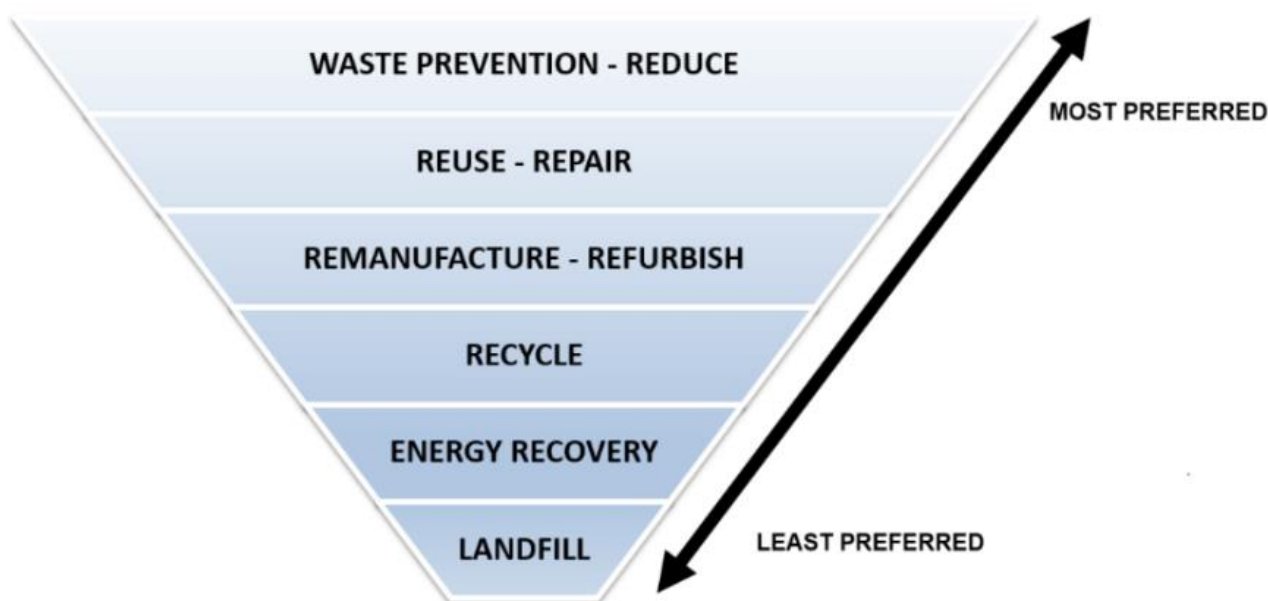 WASTE PREVENTION - REDUCE
MOST PREFERRED
REUSE - REPAIR
REMANUFACTURE - REFURBISH
RECYCLE
ENERGY RECOVERY
LANDFILL
LEAST PREFERRED